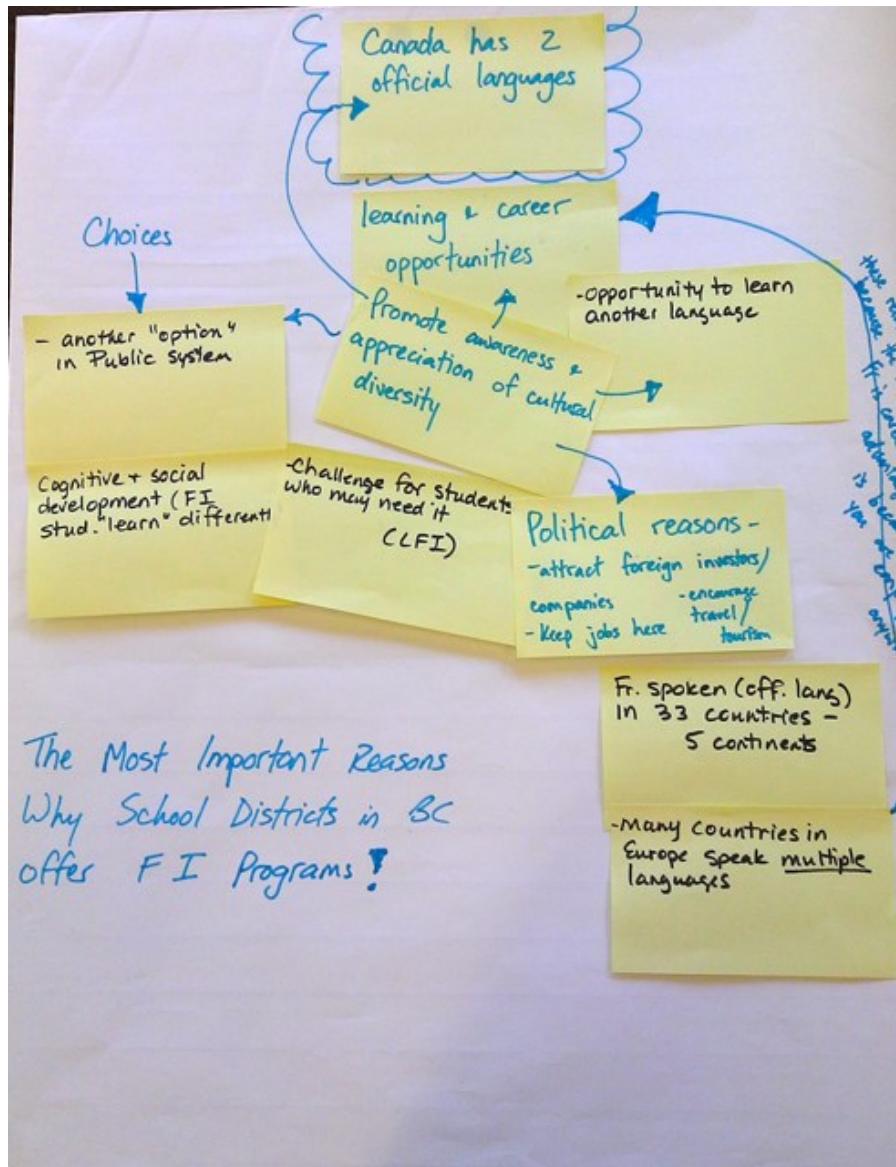 Canada has 2
official languages
learning & career
opportunities
Choices
- another "option"
in Public System
Promote awareness &
appreciation of cultural
diversity
-Opportunity to learn
another language
Cognitive + social
development (FI
stud. "learn" different
-Challenge for students
who may need it
(LFI)
Political reasons -
-attract foreign investors/
companies
- keep jobs here
-encourage
travel/
tourism
Fr. spoken (off. lang)
in 33 countries -
5 continents
-Many countries in
Europe speak multiple
languages
The Most Important Reasons
Why School Districts in BC
offer F I Programs!
because
is
you